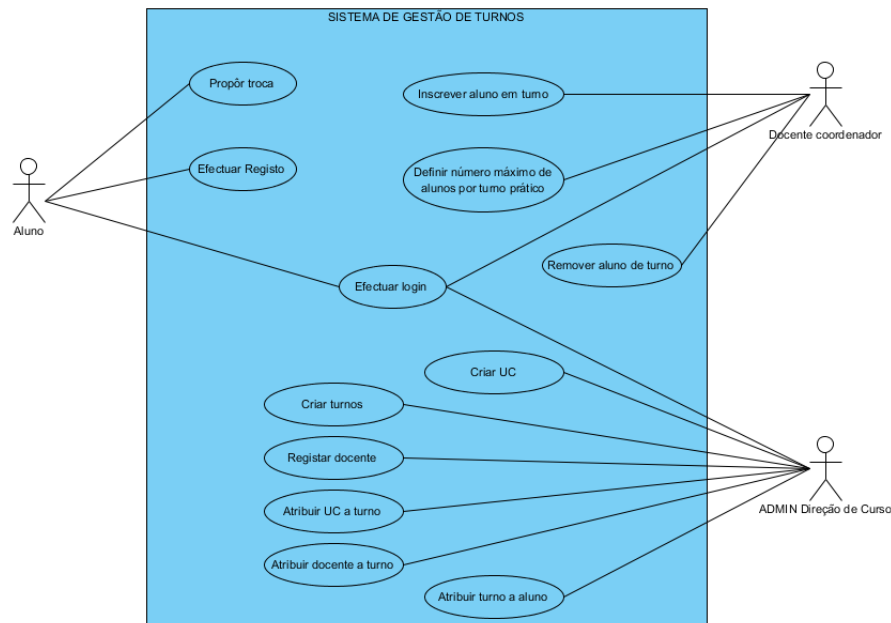 SISTEMA DE GESTÃO DE TURNOS
Propôr troca
Inscrever aluno em turno
Docente coordenador
Efectuar Registo
Definir número máximo de
alunos por turno prático
Aluno
Remover aluno de turno
Efectuar login
Criar UC
Criar turnos
Registar docente
ADMIN Direção de Curso
Atribuir UC a turno
Atribuir docente a turno
Atribuir turno a aluno